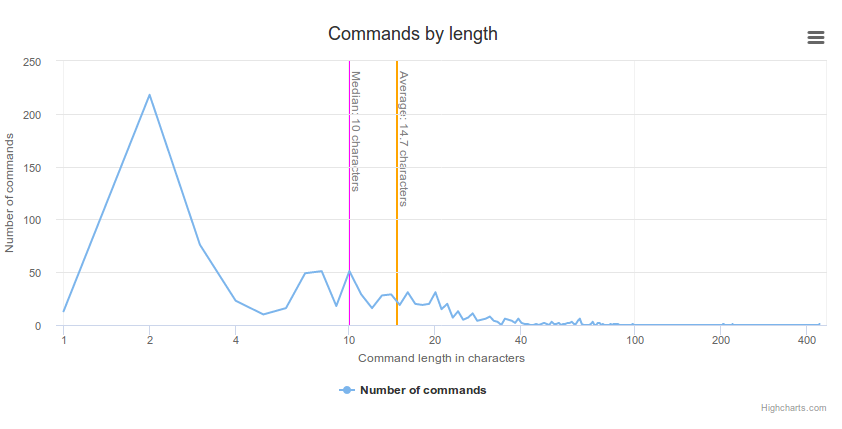 Commands by length
250
200
150
100
50
0
Number of commands
Median: 10 characters
Average: 14.7 characters
1 2 4 10 20 40 100 200 400
Command length in characters
Number of commands
Highcharts.com